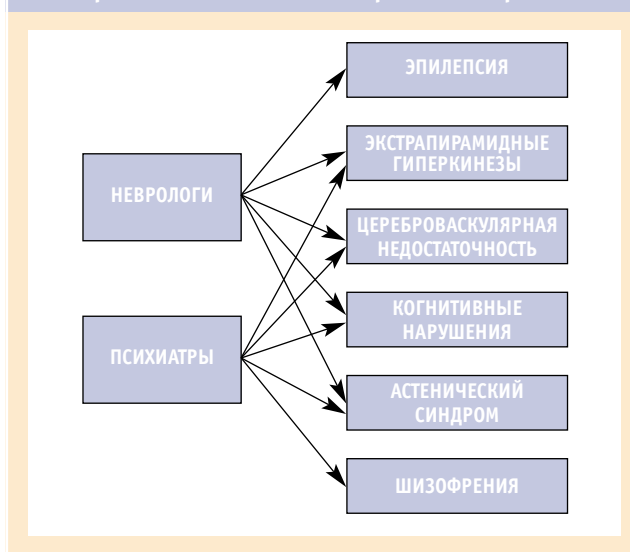 ЭПИЛЕПСИЯ
ЭКСТРАПИРАМИДНЫЕ
ГИПЕРКИНЕЗЫ
НЕВРОЛОГИ
ЦЕРЕБРОВАСКУЛЯРНАЯ
НЕДОСТАТОЧНОСТЬ
КОГНИТИВНЫЕ
НАРУШЕНИЯ
ПСИХИАТРЫ
АСТЕНИЧЕСКИЙ
СИНДРОМ
ШИЗОФРЕНИЯ